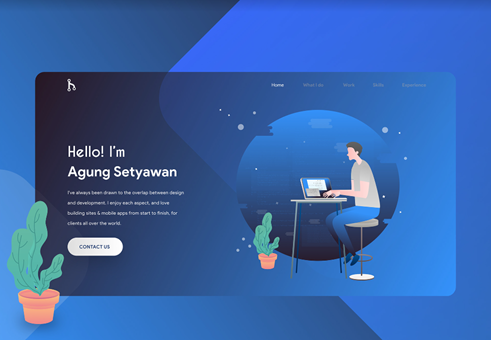 Home What I do Work Skills Experience
Hello! I'm
Agung Setyawan
I've always been drawn to the overlap between design
and development. I enjoy each aspect, and love
building sites & mobile apps from start to finish, for
clients all over the world.
CONTACT US